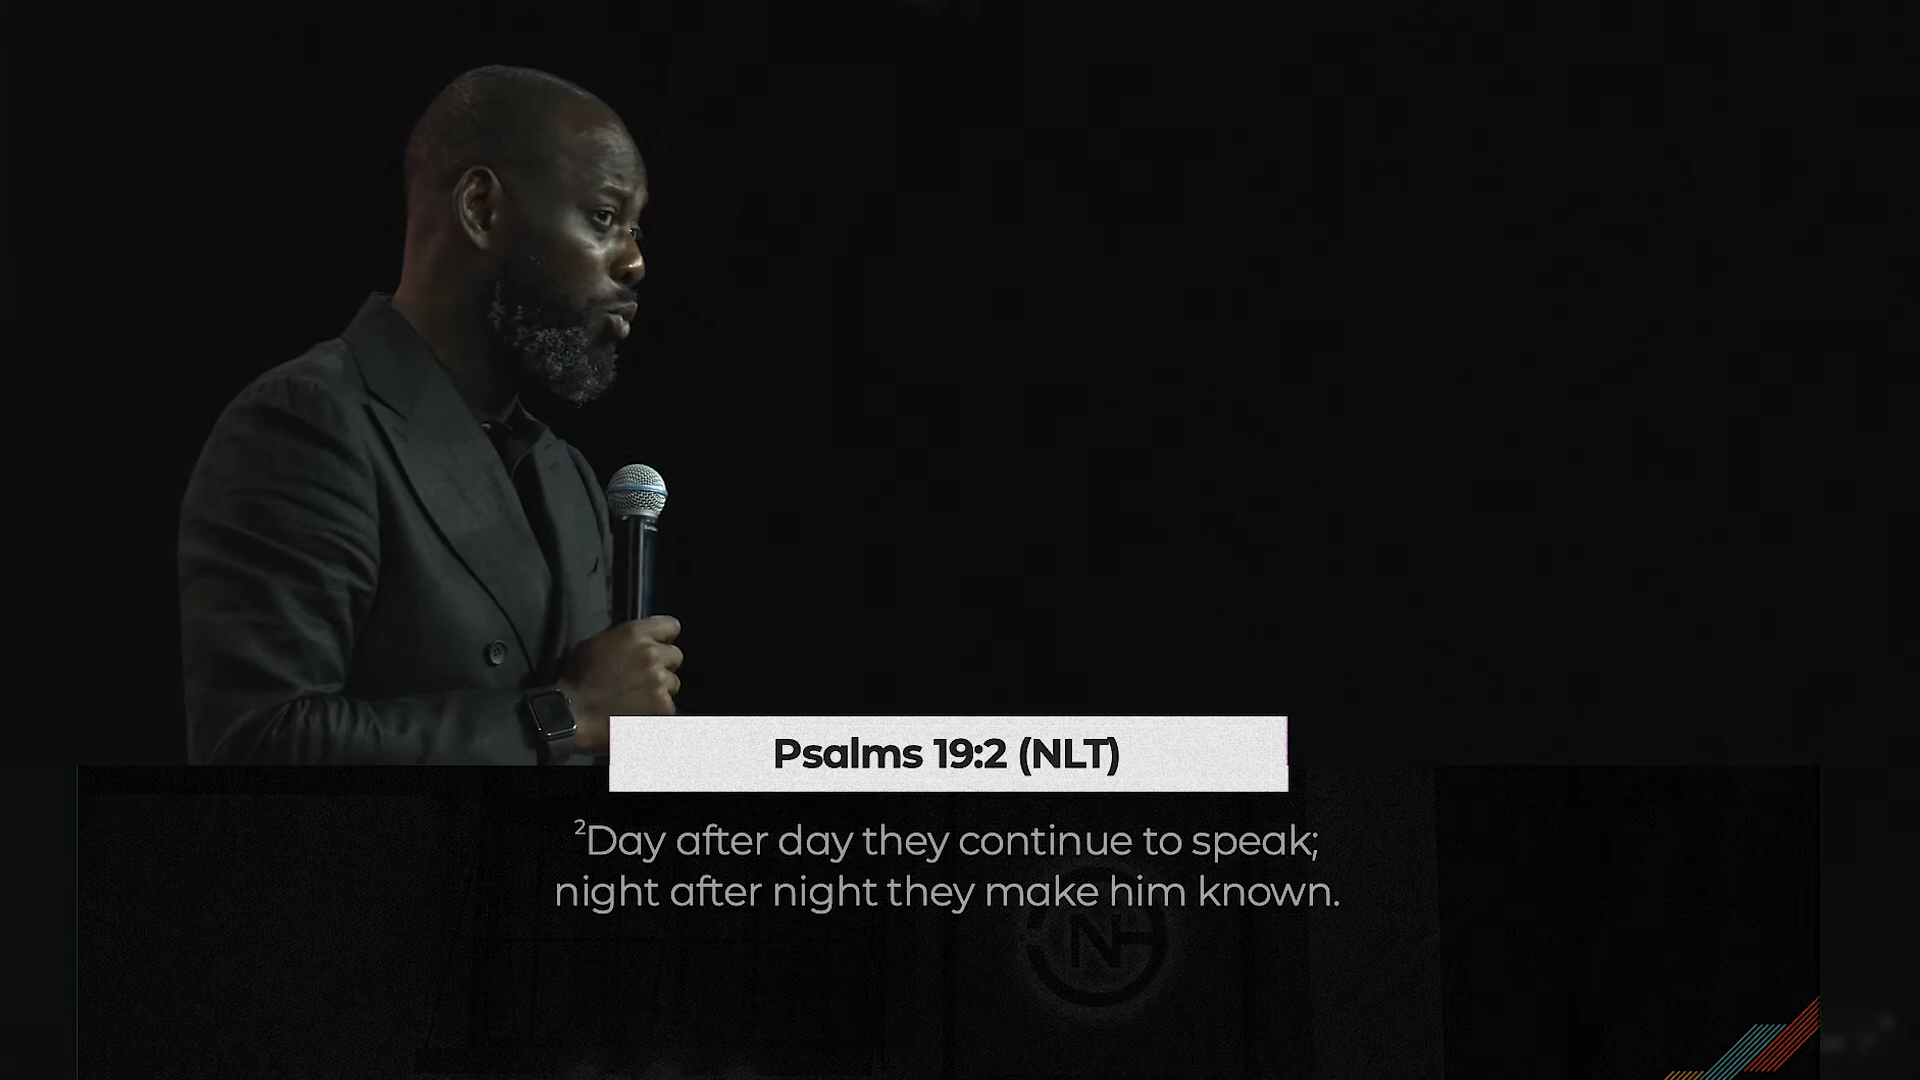 Psalms 19:2 (NLT)
²Day after day they continue to speak;
night after night they make him known.
N